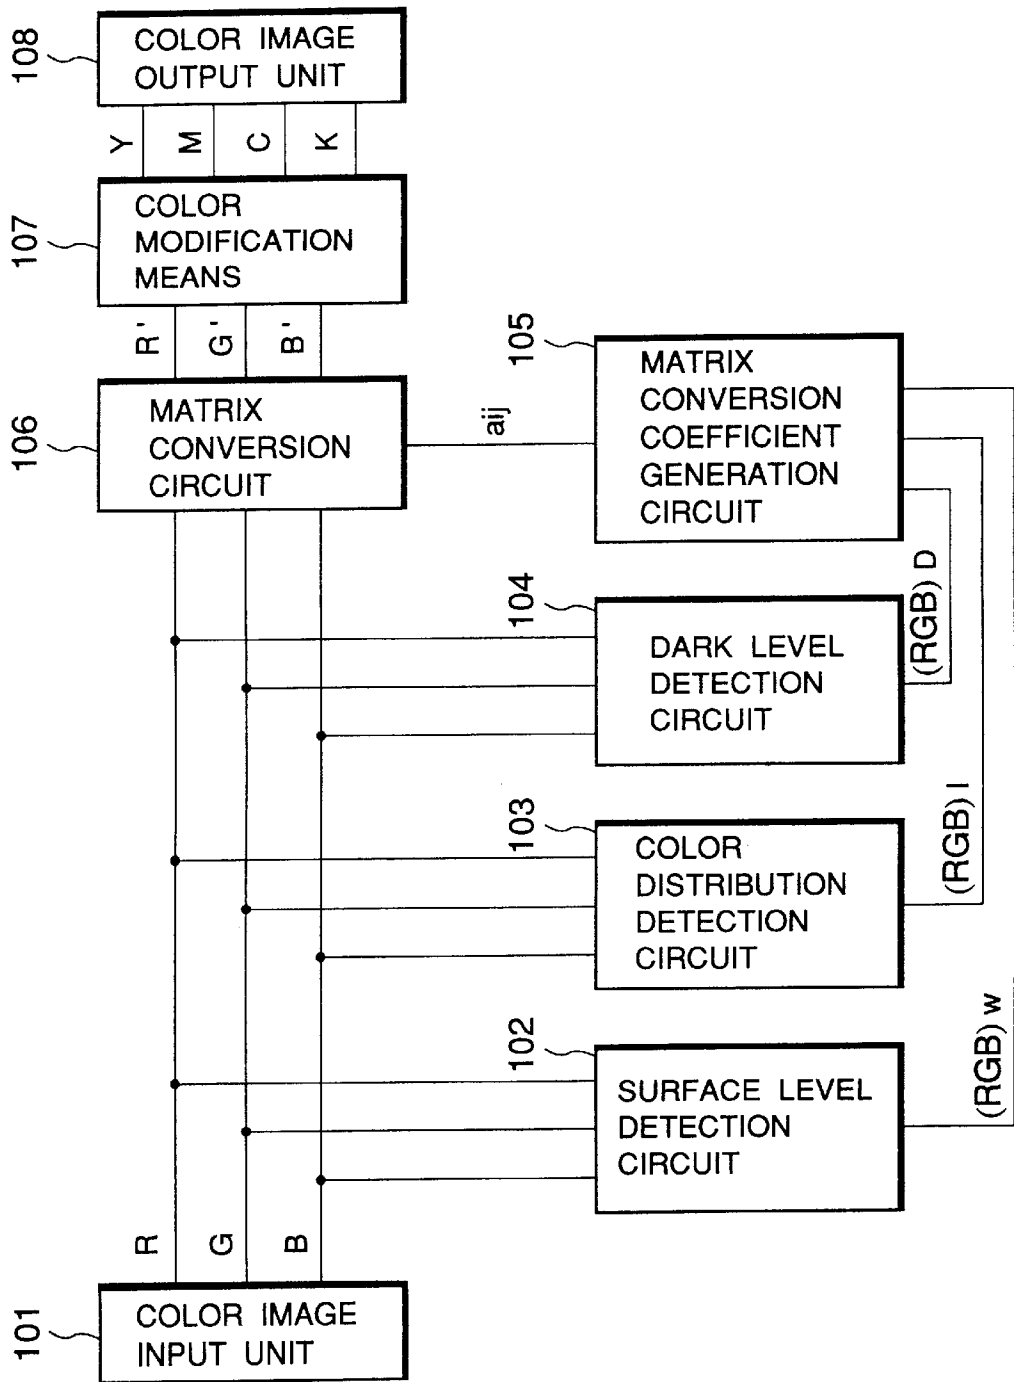 101
COLOR IMAGE
INPUT UNIT
R
G
B
102
SURFACE LEVEL
DETECTION
CIRCUIT
(RGB) w
103
COLOR
DISTRIBUTION
DETECTION
CIRCUIT
(RGB) I
104
DARK LEVEL
DETECTION
CIRCUIT
(RGB) D
105
MATRIX
CONVERSION
COEFFICIENT
GENERATION
CIRCUIT
aij
106
MATRIX
CONVERSION
CIRCUIT
R'
G'
B'
107
COLOR
MODIFICATION
MEANS
Y
M
C
K
108
COLOR IMAGE
OUTPUT UNIT